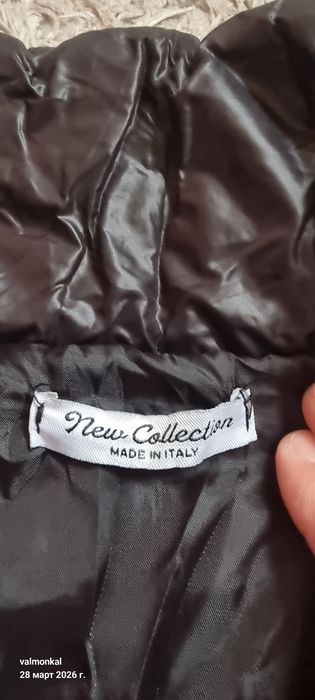 New Collection
MADE IN ITALY
valmonkal
28 март 2026 г.